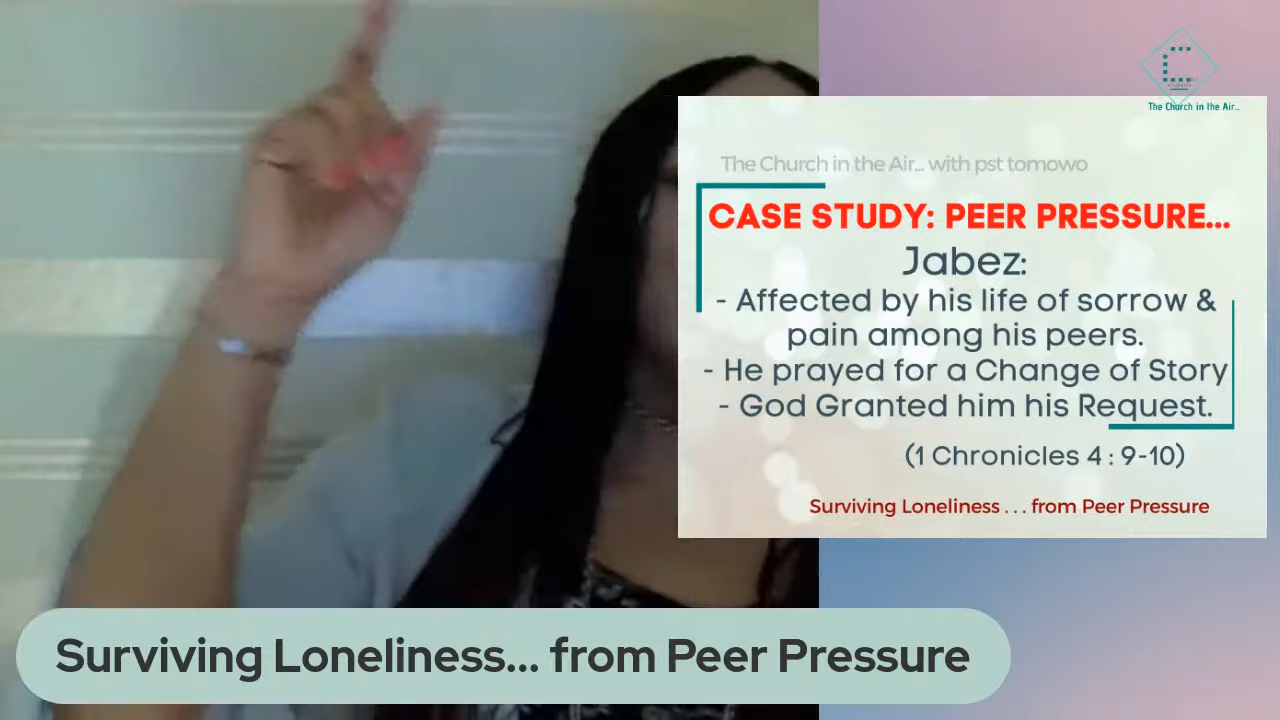 The Church in the Air...
The Church in the Air... with pst tomowo
CASE STUDY: PEER PRESSURE...
Jabez:
- Affected by his life of sorrow &
pain among his peers.
- He prayed for a Change of Story
- God Granted him his Request.
(1 Chronicles 4 : 9-10)
Surviving Loneliness . . . from Peer Pressure
Surviving Loneliness... from Peer Pressure